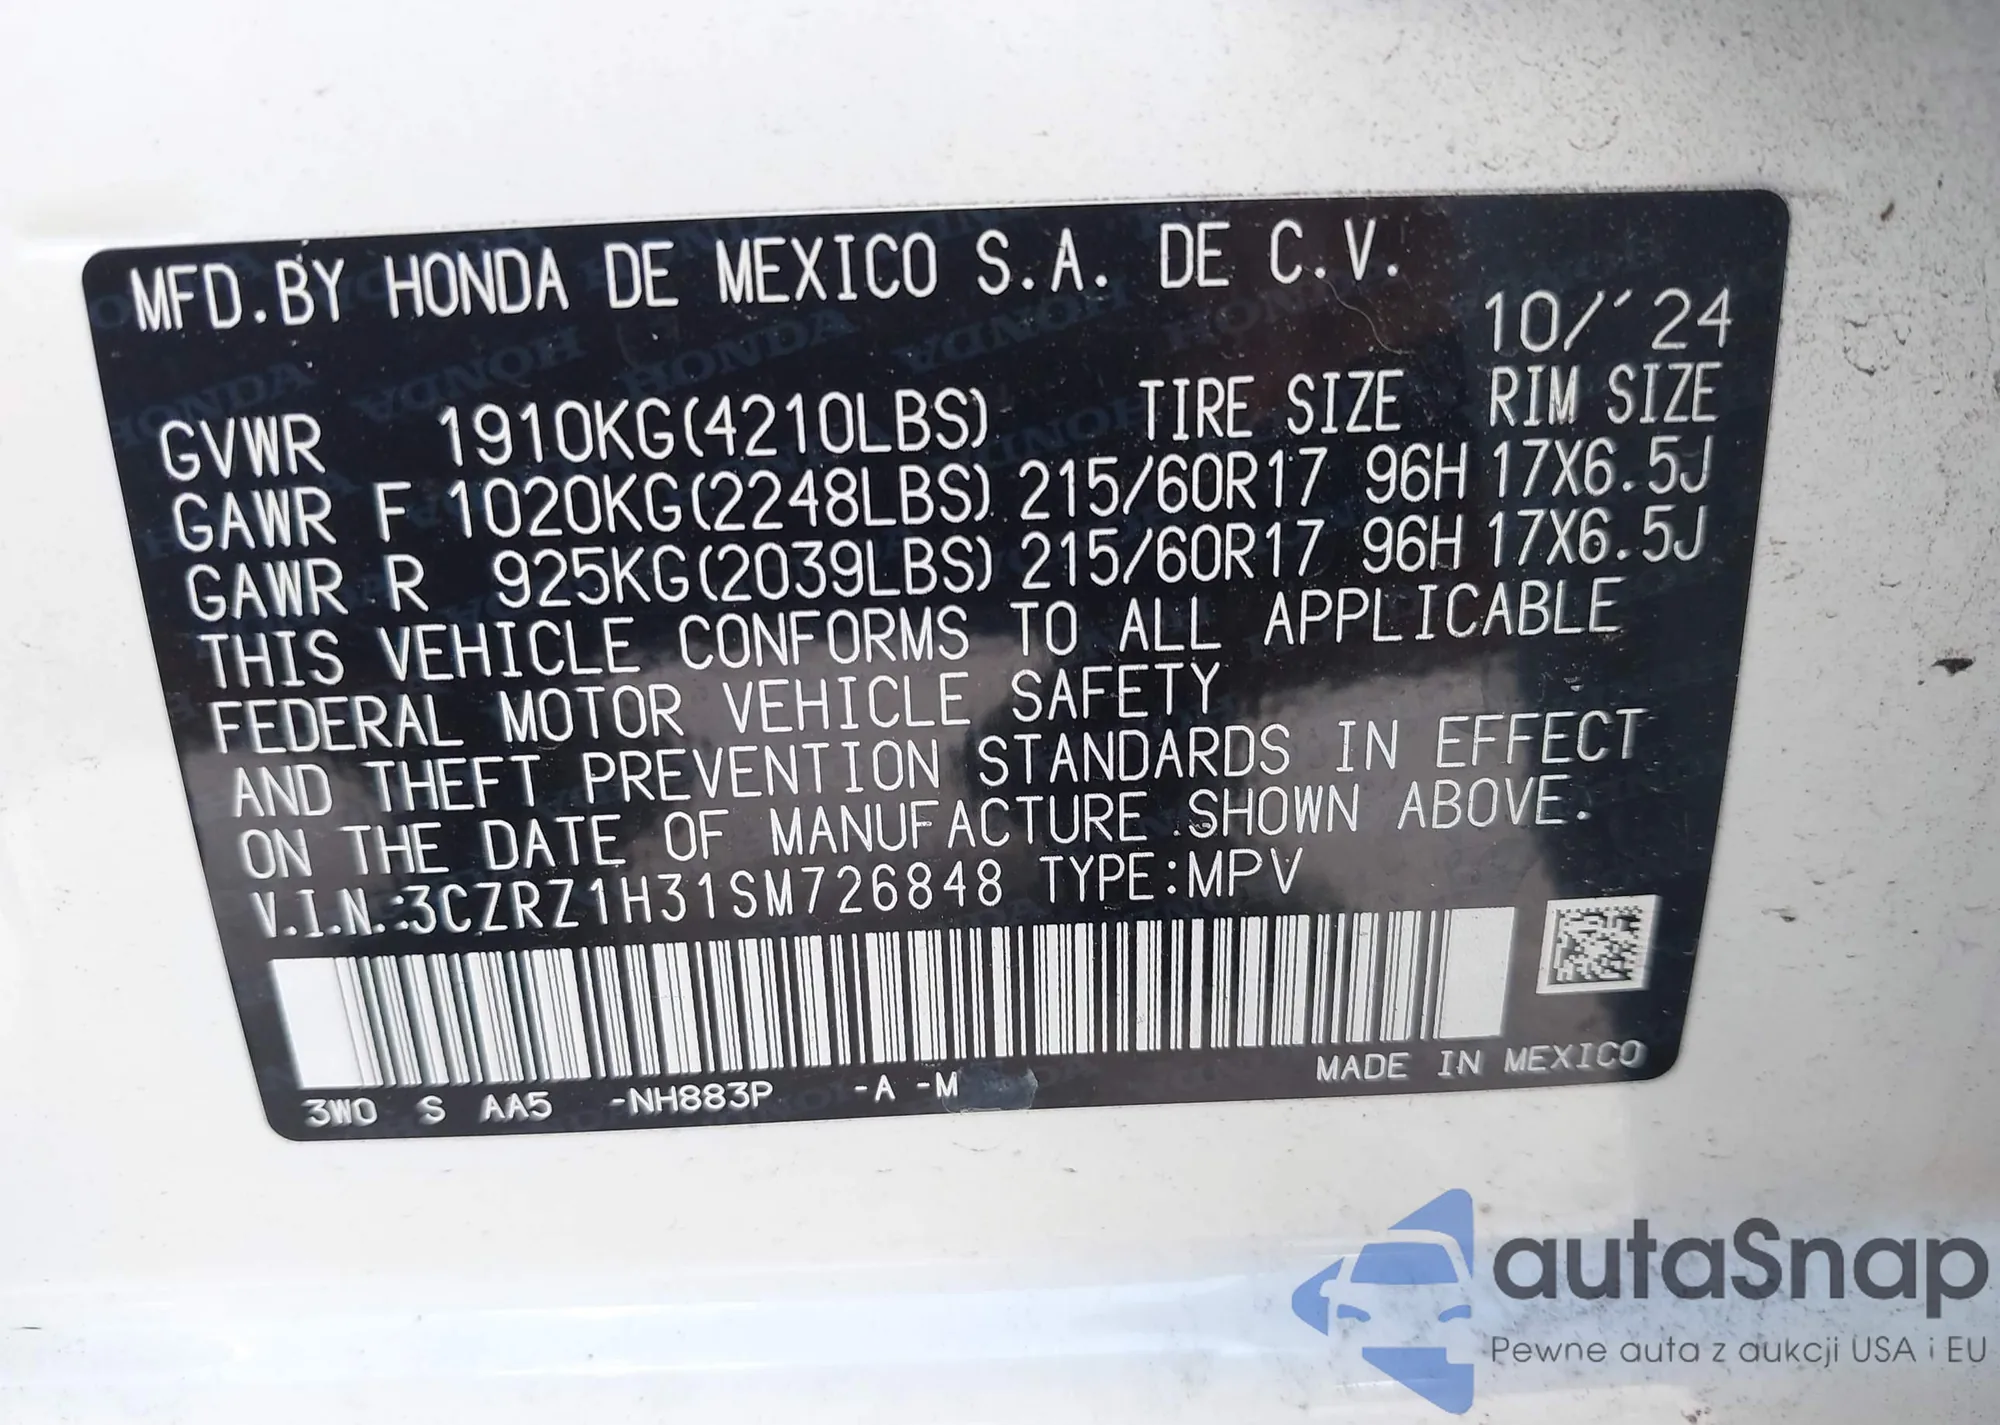 MFD.BY HONDA DE MEXICO S.A. DE C.V.
10/'24
GVWR 1910KG(4210LBS) TIRE SIZE RIM SIZE
GAWR F 1020KG(2248LBS) 215/60R17 96H 17X6.5J
GAWR R 925KG(2039LBS) 215/60R17 96H 17X6.5J
THIS VEHICLE CONFORMS TO ALL APPLICABLE
FEDERAL MOTOR VEHICLE SAFETY
AND THEFT PREVENTION STANDARDS IN EFFECT
ON THE DATE OF MANUFACTURE SHOWN ABOVE.
V.I.N.:3CZRZ1H31SM726848 TYPE:MPV
MADE IN MEXICO
3W0 S AA5 -NH883P -A -M
autaSnap
Pewne auta z aukcji USA i EU